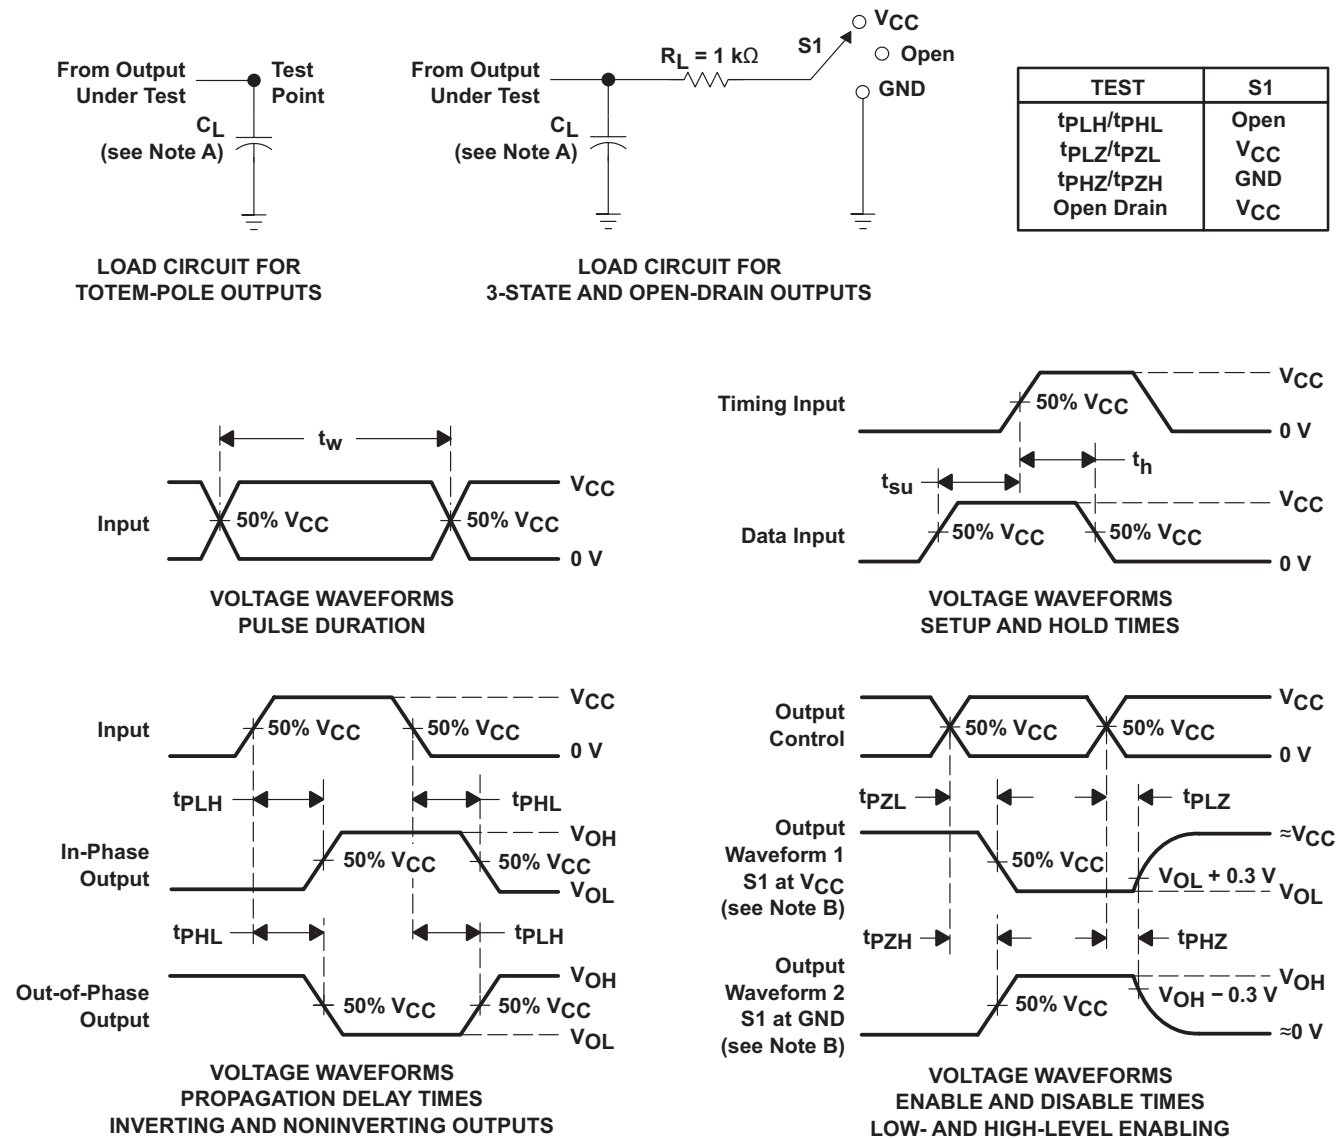 From Output
Under Test
Test
Point
CL
(see Note A)
LOAD CIRCUIT FOR
TOTEM-POLE OUTPUTS
From Output
Under Test
RL = 1 kΩ
S1
VCC
Open
GND
CL
(see Note A)
LOAD CIRCUIT FOR
3-STATE AND OPEN-DRAIN OUTPUTS
TEST S1
tPLH/tPHL Open
tPLZ/tPZL VCC
tPHZ/tPZH GND
Open Drain VCC
tw
Input
50% VCC
50% VCC
VCC
0 V
VOLTAGE WAVEFORMS
PULSE DURATION
Timing Input
50% VCC
VCC
0 V
tsu
th
Data Input
50% VCC
50% VCC
VCC
0 V
VOLTAGE WAVEFORMS
SETUP AND HOLD TIMES
Input
50% VCC
50% VCC
VCC
0 V
tPLH
tPHL
In-Phase
Output
50% VCC
50% VCC
VOH
VOL
tPHL
tPLH
Out-of-Phase
Output
50% VCC
50% VCC
VOH
VOL
VOLTAGE WAVEFORMS
PROPAGATION DELAY TIMES
INVERTING AND NONINVERTING OUTPUTS
Output
Control
50% VCC
50% VCC
VCC
0 V
tPZL
tPLZ
Output
Waveform 1
S1 at VCC
(see Note B)
50% VCC
VOL + 0.3 V
≈VCC
VOL
tPZH
tPHZ
Output
Waveform 2
S1 at GND
(see Note B)
50% VCC
VOH − 0.3 V
VOH
≈0 V
VOLTAGE WAVEFORMS
ENABLE AND DISABLE TIMES
LOW- AND HIGH-LEVEL ENABLING